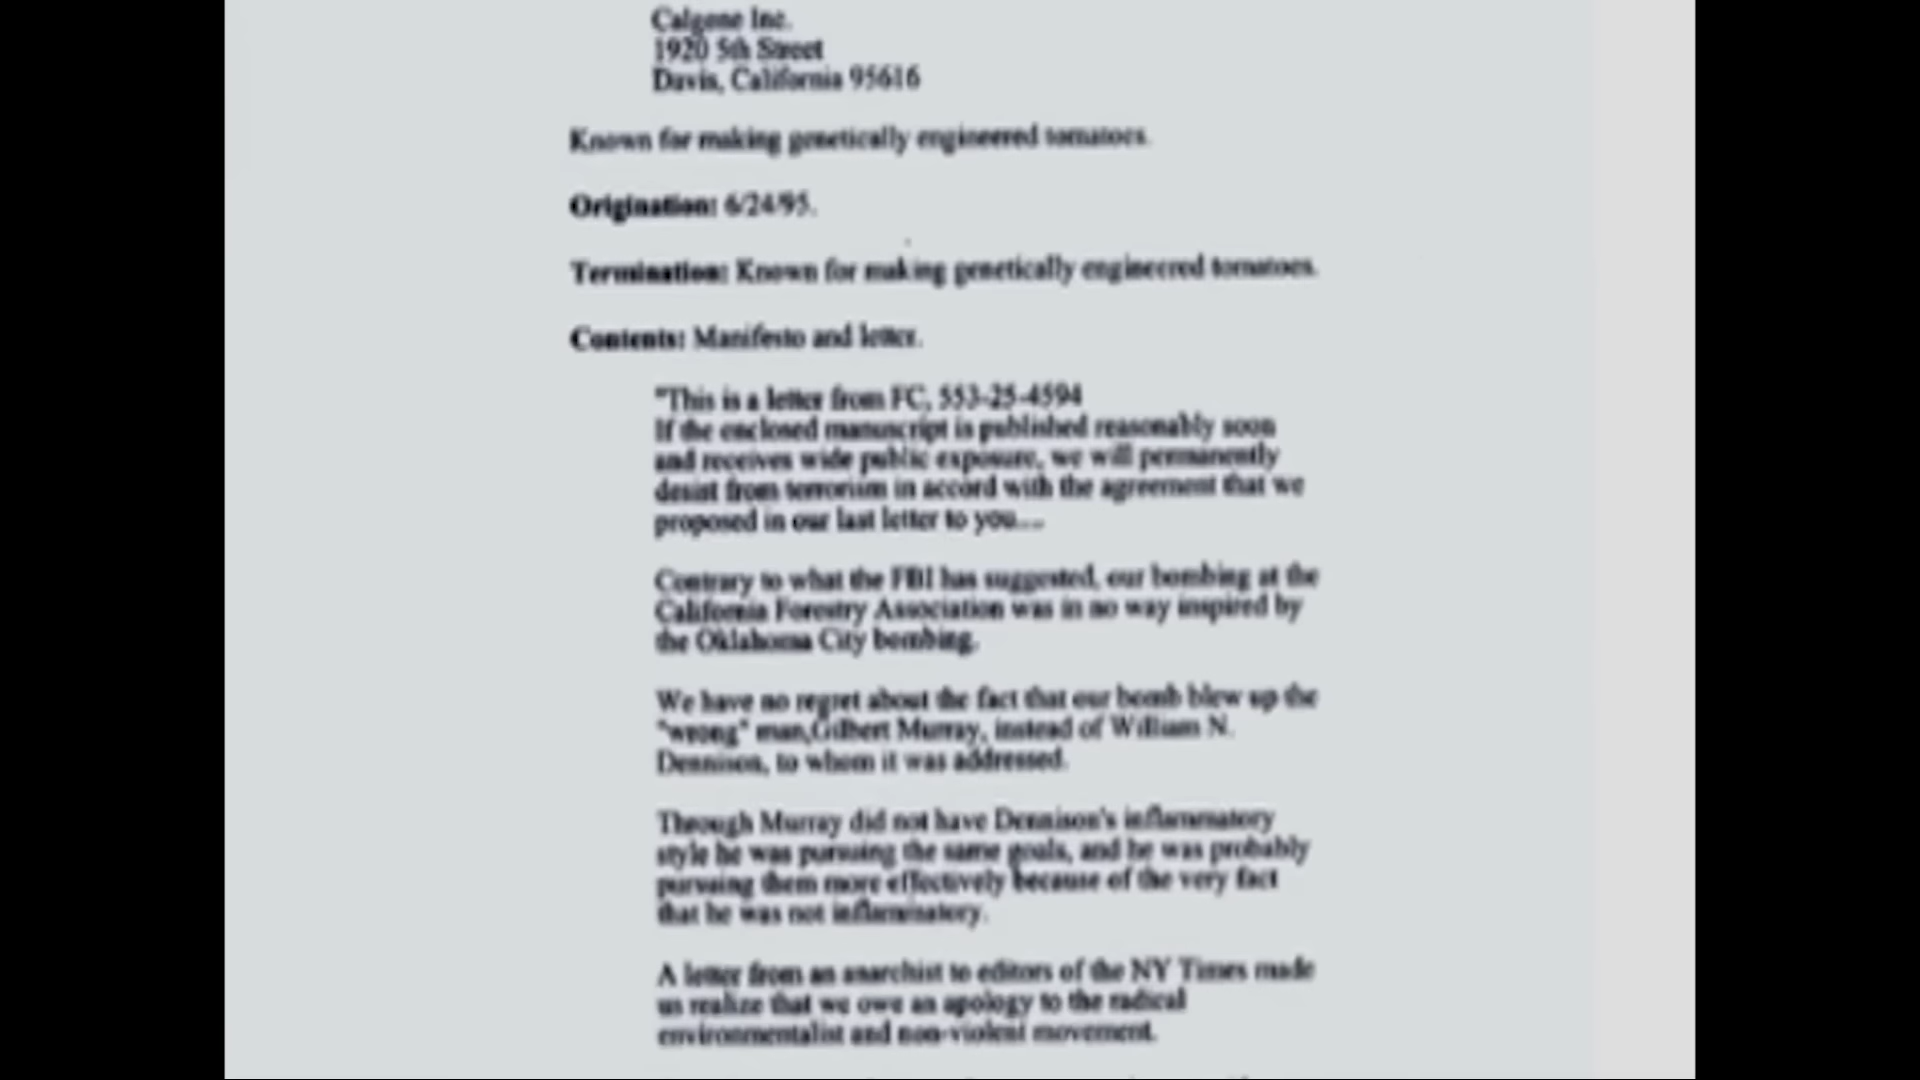 Calgene Inc.
1920 5th Street
Davis, California 95616
Known for making genetically engineered tomatoes.
Origination: 6/24/95.
Termination: Known for making genetically engineered tomatoes.
Contents: Manifesto and letter.
"This is a letter from FC, 553-25-4594
If the enclosed manuscript is published reasonably soon
and receives wide public exposure, we will permanently
desist from terrorism in accord with the agreement that we
proposed in our last letter to you....
Contrary to what the FBI has suggested, our bombing at the
California Forestry Association was in no way inspired by
the Oklahoma City bombing.
We have no regret about the fact that our bomb blew up the
"wrong" man,Gilbert Murray, instead of William N.
Dennison, to whom it was addressed.
Through Murray did not have Dennison's inflammatory
style he was pursuing the same goals, and he was probably
pursuing them more effectively because of the very fact
that he was not inflammatory.
A letter from an anarchist to editors of the NY Times made
us realize that we owe an apology to the radical
environmentalist and non-violent movement.